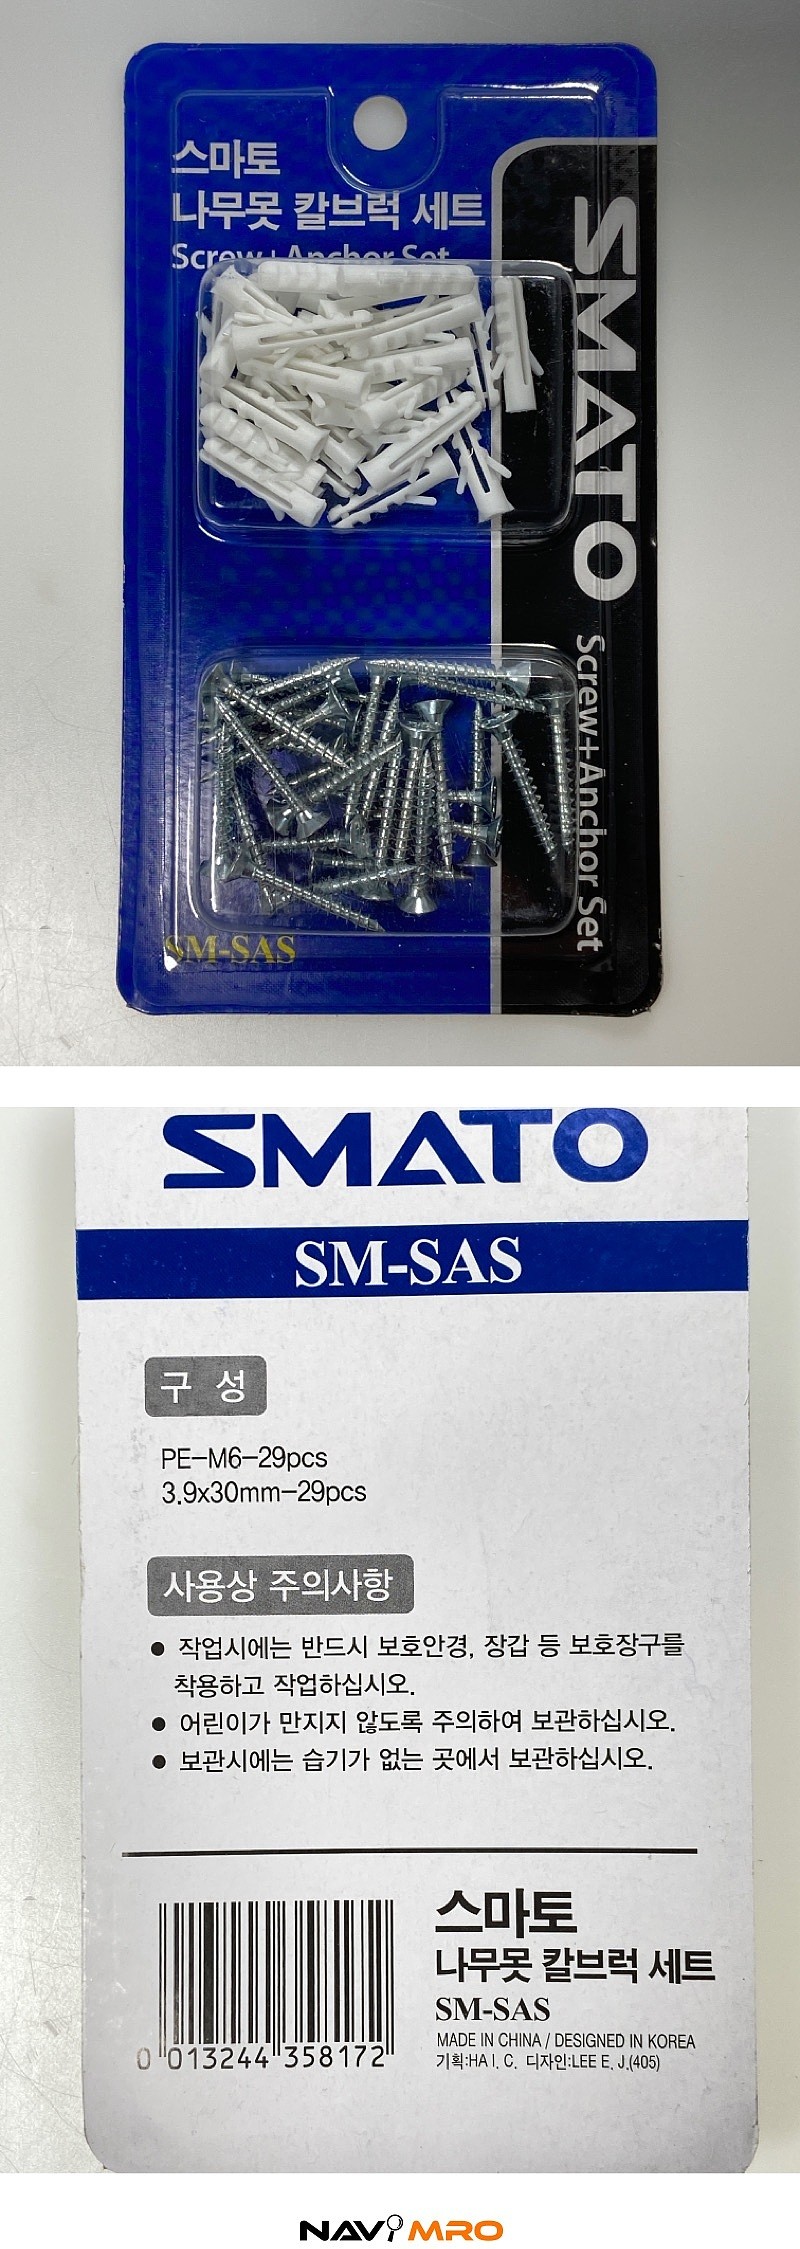 스마토
나무못 칼브럭 세트
Screw+Anchor Set
SMATO
Screw+Anchor Set
SM-SAS
SMATO
SM-SAS
구 성
PE-M6-29pcs
3.9x30mm-29pcs
사용상 주의사항
● 작업시에는 반드시 보호안경, 장갑 등 보호장구를
착용하고 작업하십시오.
● 어린이가 만지지 않도록 주의하여 보관하십시오.
● 보관시에는 습기가 없는 곳에서 보관하십시오.
스마토
나무못 칼브럭 세트
SM-SAS
MADE IN CHINA / DESIGNED IN KOREA
기획:HA I. C. 디자인:LEE E. J.(405)
0 013244 358172
NAVIMRO